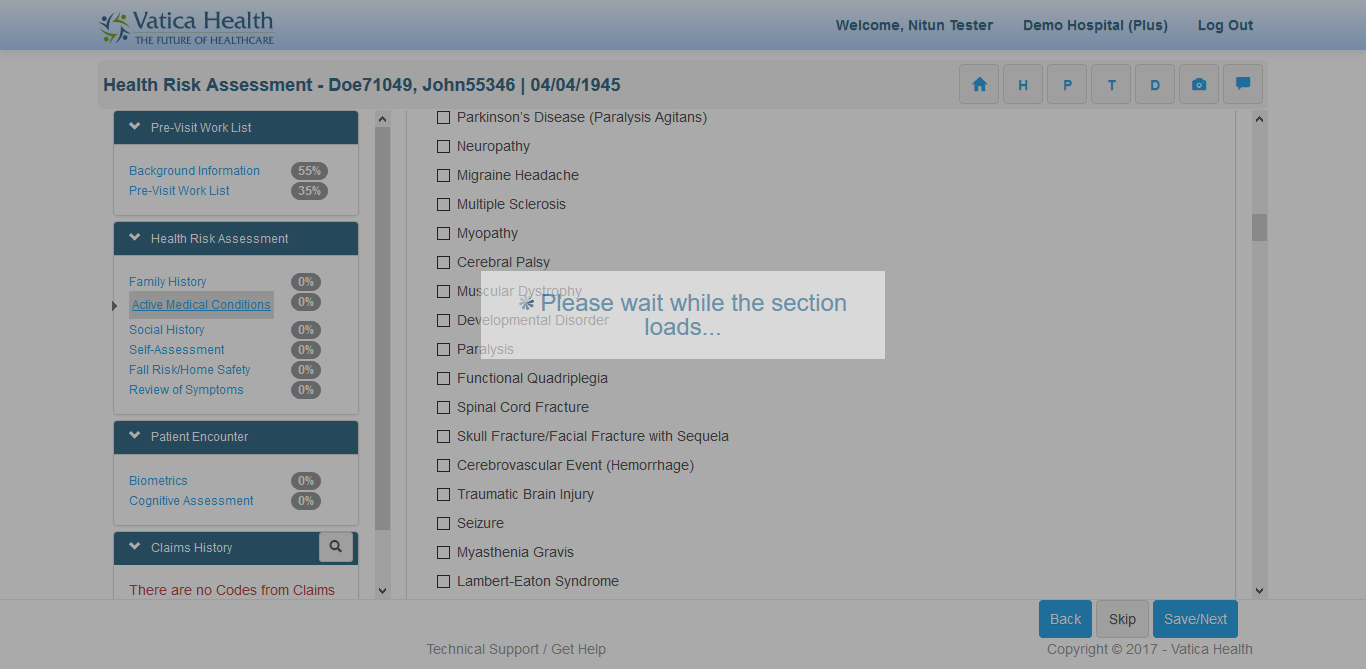 Vatica Health
THE FUTURE OF HEALTHCARE
Welcome, Nitun Tester
Demo Hospital (Plus)
Log Out
Health Risk Assessment - Doe71049, John55346 | 04/04/1945
H
P
T
D
Pre-Visit Work List
Background Information 55%
Pre-Visit Work List 35%
Health Risk Assessment
Family History 0%
Active Medical Conditions 0%
Social History 0%
Self-Assessment 0%
Fall Risk/Home Safety 0%
Review of Symptoms 0%
Patient Encounter
Biometrics 0%
Cognitive Assessment 0%
Claims History
There are no Codes from Claims
Parkinson's Disease (Paralysis Agitans)
Neuropathy
Migraine Headache
Multiple Sclerosis
Myopathy
Cerebral Palsy
Muscular Dystrophy
Developmental Disorder
Paralysis
Functional Quadriplegia
Spinal Cord Fracture
Skull Fracture/Facial Fracture with Sequela
Cerebrovascular Event (Hemorrhage)
Traumatic Brain Injury
Seizure
Myasthenia Gravis
Lambert-Eaton Syndrome
Please wait while the section
loads...
Back
Skip
Save/Next
Technical Support / Get Help
Copyright © 2017 - Vatica Health